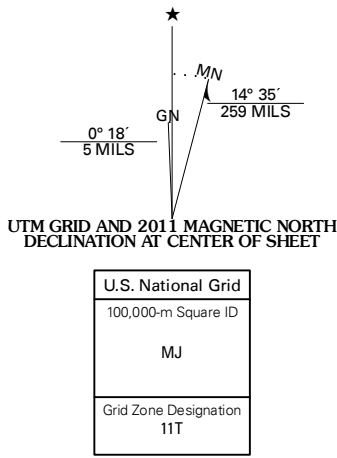 ★
MN
GN
14° 35´
259 MILS
0° 18´
5 MILS
UTM GRID AND 2011 MAGNETIC NORTH
DECLINATION AT CENTER OF SHEET
U.S. National Grid
100,000-m Square ID
MJ
Grid Zone Designation
11T